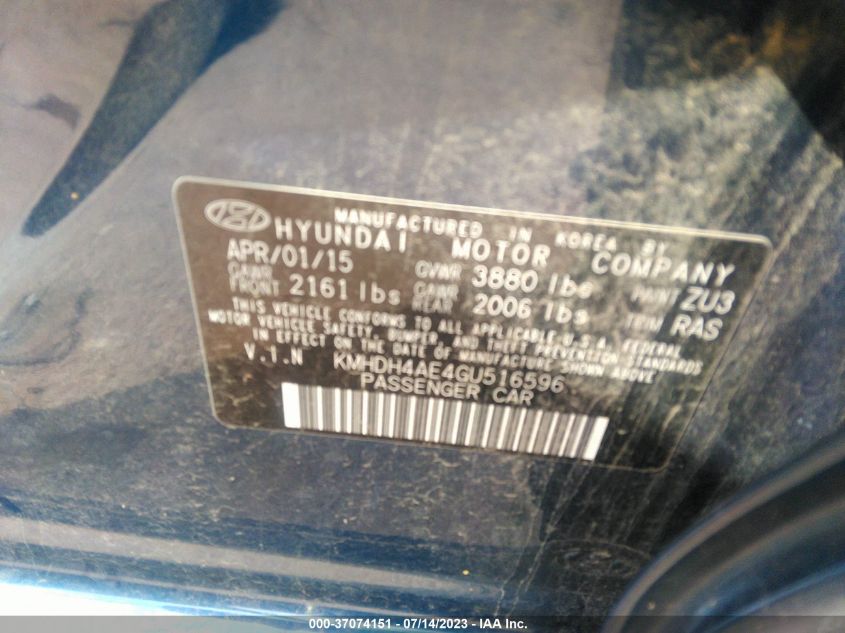 MANUFACTURED IN KOREA BY
HYUNDAI MOTOR COMPANY
APR/01/15 GVWR 3880 lbs PAINT ZU3
GAWR FRONT 2161 lbs GAWR REAR 2006 lbs TRIM RAS
THIS VEHICLE CONFORMS TO ALL APPLICABLE U.S.A. FEDERAL
MOTOR VEHICLE SAFETY, BUMPER, AND THEFT PREVENTION STANDARDS
IN EFFECT ON THE DATE OF MANUFACTURE SHOWN ABOVE
V.I.N KMHDH4AE4GU516596
PASSENGER CAR
000-37074151 - 07/14/2023 - IAA Inc.